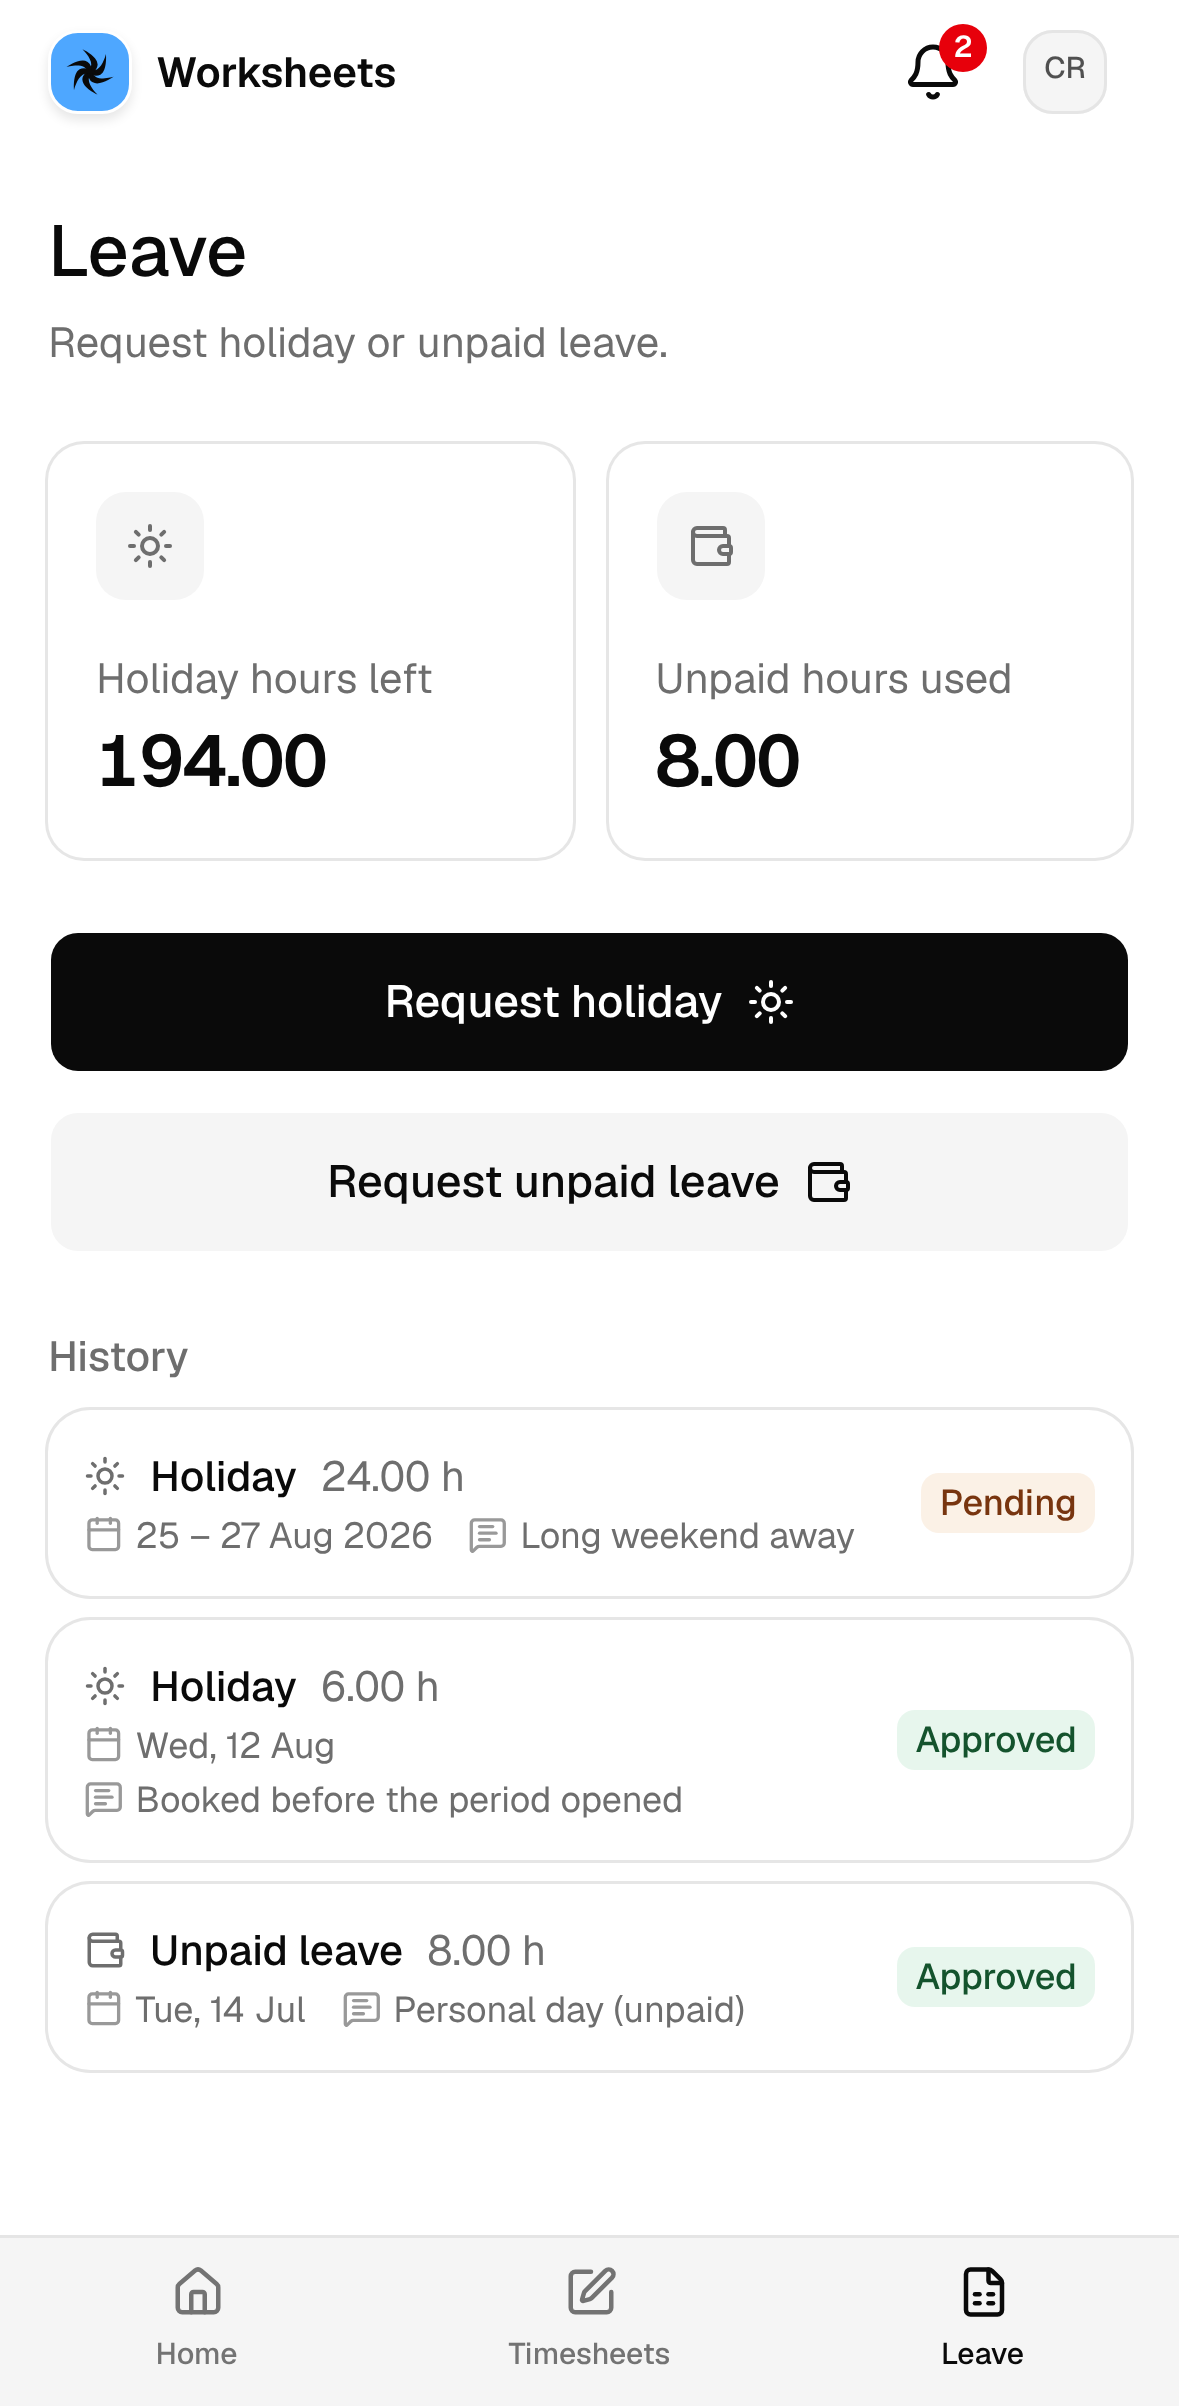 Worksheets
2
CR
Leave
Request holiday or unpaid leave.
Holiday hours left
194.00
Unpaid hours used
8.00
Request holiday
Request unpaid leave
History
Holiday 24.00 h
Pending
25 – 27 Aug 2026 Long weekend away
Holiday 6.00 h
Wed, 12 Aug
Approved
Booked before the period opened
Unpaid leave 8.00 h
Approved
Tue, 14 Jul Personal day (unpaid)
Home
Timesheets
Leave